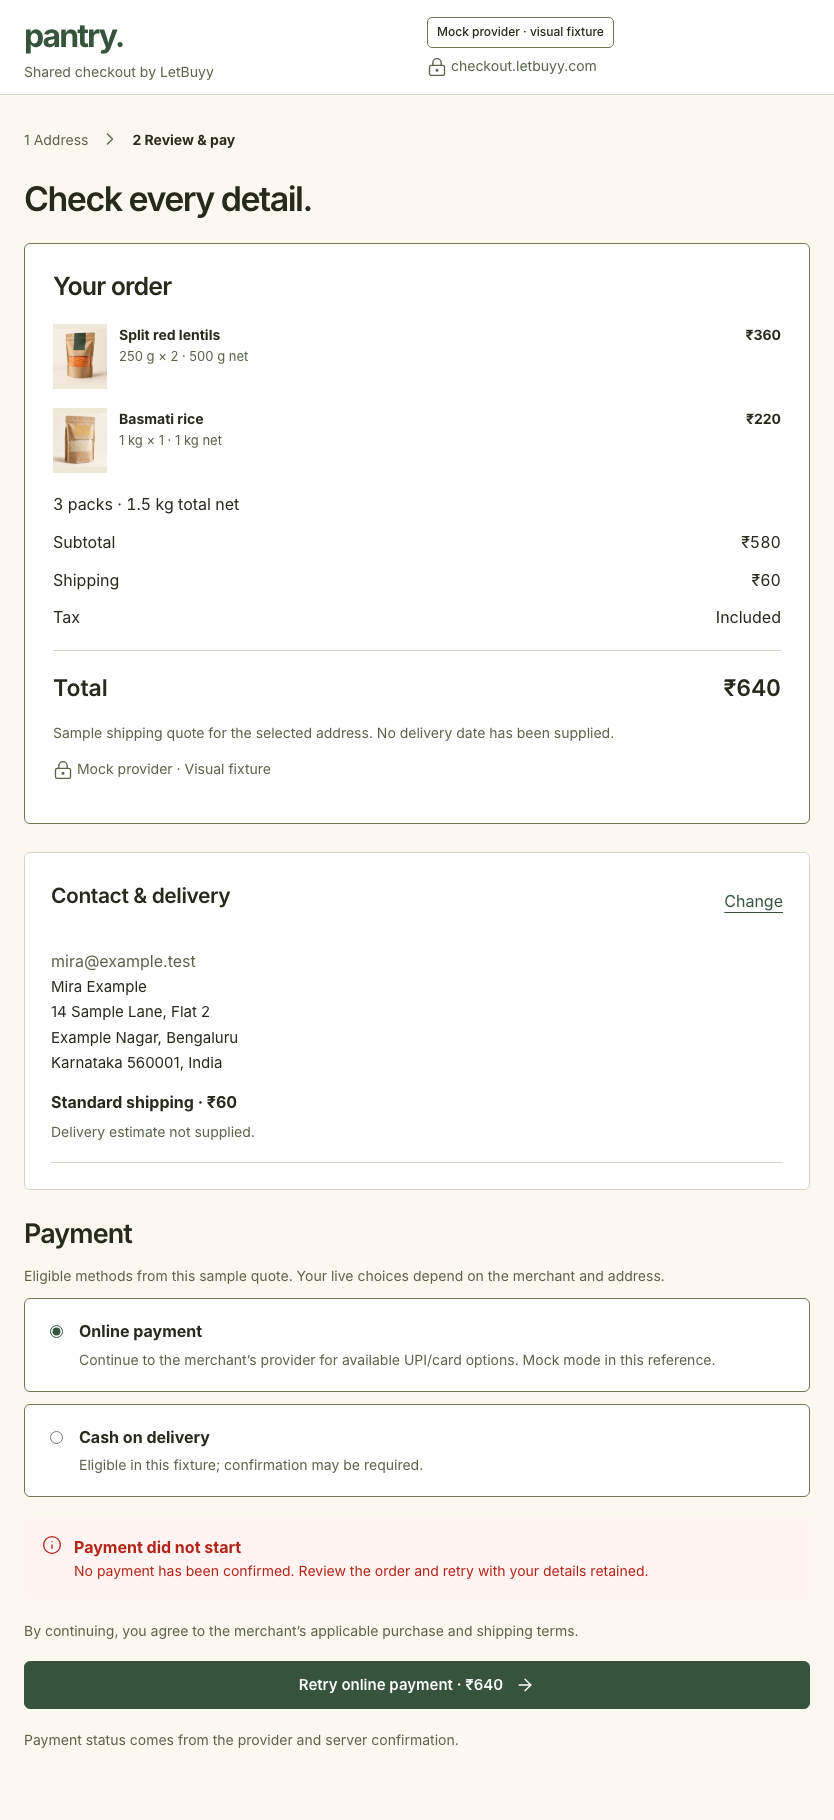 pantry.
Shared checkout by LetBuyy
Mock provider · visual fixture
checkout.letbuyy.com
1 Address
2 Review & pay
Check every detail.
Your order
Split red lentils ₹360
250 g × 2 · 500 g net
Basmati rice ₹220
1 kg × 1 · 1 kg net
3 packs · 1.5 kg total net
Subtotal ₹580
Shipping ₹60
Tax Included
Total ₹640
Sample shipping quote for the selected address. No delivery date has been supplied.
Mock provider · Visual fixture
Contact & delivery
Change
mira@example.test
Mira Example
14 Sample Lane, Flat 2
Example Nagar, Bengaluru
Karnataka 560001, India
Standard shipping · ₹60
Delivery estimate not supplied.
Payment
Eligible methods from this sample quote. Your live choices depend on the merchant and address.
Online payment
Continue to the merchant’s provider for available UPI/card options. Mock mode in this reference.
Cash on delivery
Eligible in this fixture; confirmation may be required.
Payment did not start
No payment has been confirmed. Review the order and retry with your details retained.
By continuing, you agree to the merchant’s applicable purchase and shipping terms.
Retry online payment · ₹640
Payment status comes from the provider and server confirmation.